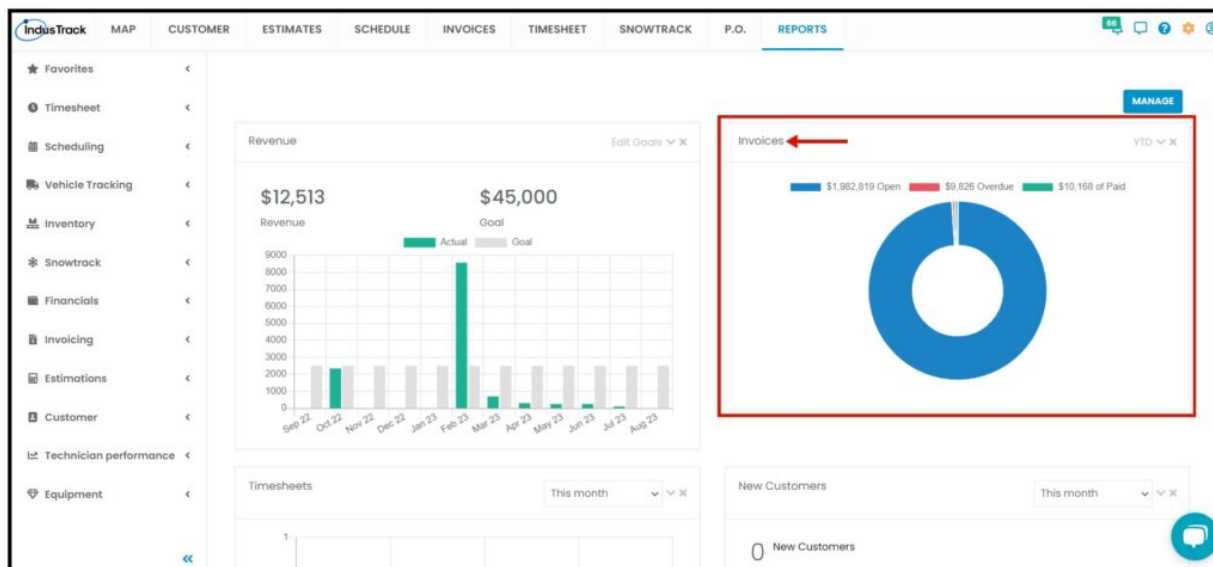 IndusTrack MAP CUSTOMER ESTIMATES SCHEDULE INVOICES TIMESHEET SNOWTRACK P.O. REPORTS 66
Favorites
Timesheet
Scheduling
Vehicle Tracking
Inventory
Snowtrack
Financials
Invoicing
Estimations
Customer
Technician performance
Equipment
MANAGE
Revenue Edit Goals
$12,513 $45,000
Revenue Goal
Actual Goal
9000
8000
7000
6000
5000
4000
3000
2000
1000
0
Sep 22 Oct 22 Nov 22 Dec 22 Jan 23 Feb 23 Mar 23 Apr 23 May 23 Jun 23 Jul 23 Aug 23
Invoices YTD
$1,982,819 Open $9,826 Overdue $10,168 of Paid
Timesheets This month
1
New Customers This month
0 New Customers